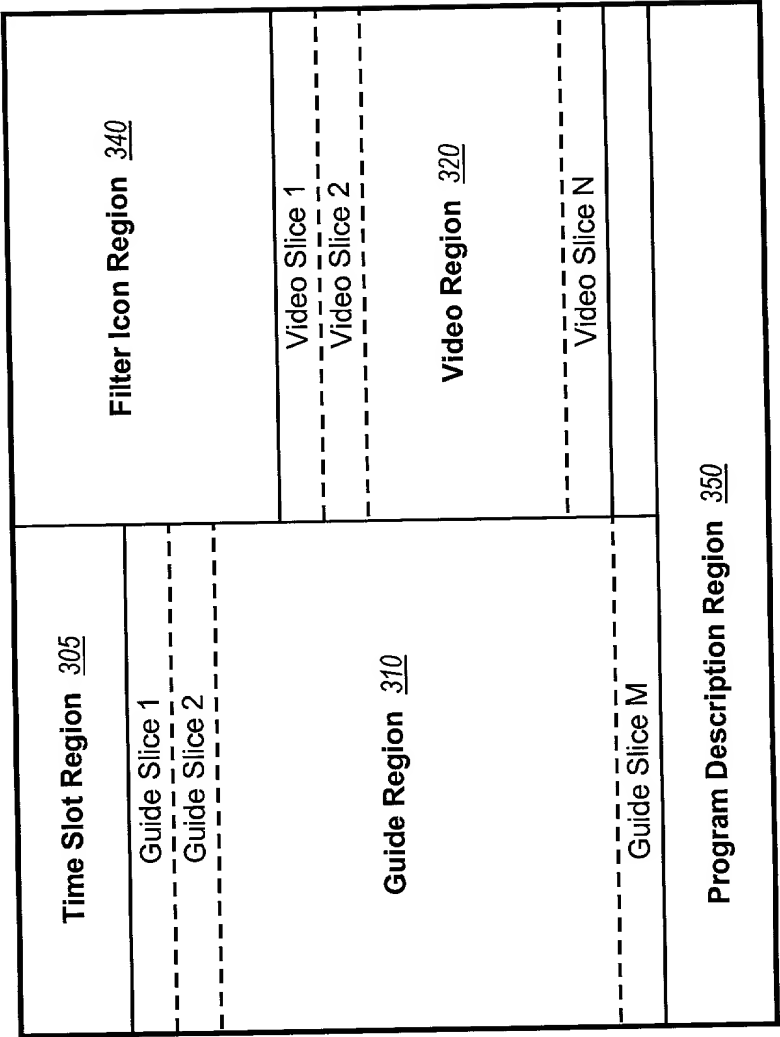 Time Slot Region 305
Guide Slice 1
Guide Slice 2
Guide Region 310
Guide Slice M
Filter Icon Region 340
Video Slice 1
Video Slice 2
Video Region 320
Video Slice N
Program Description Region 350